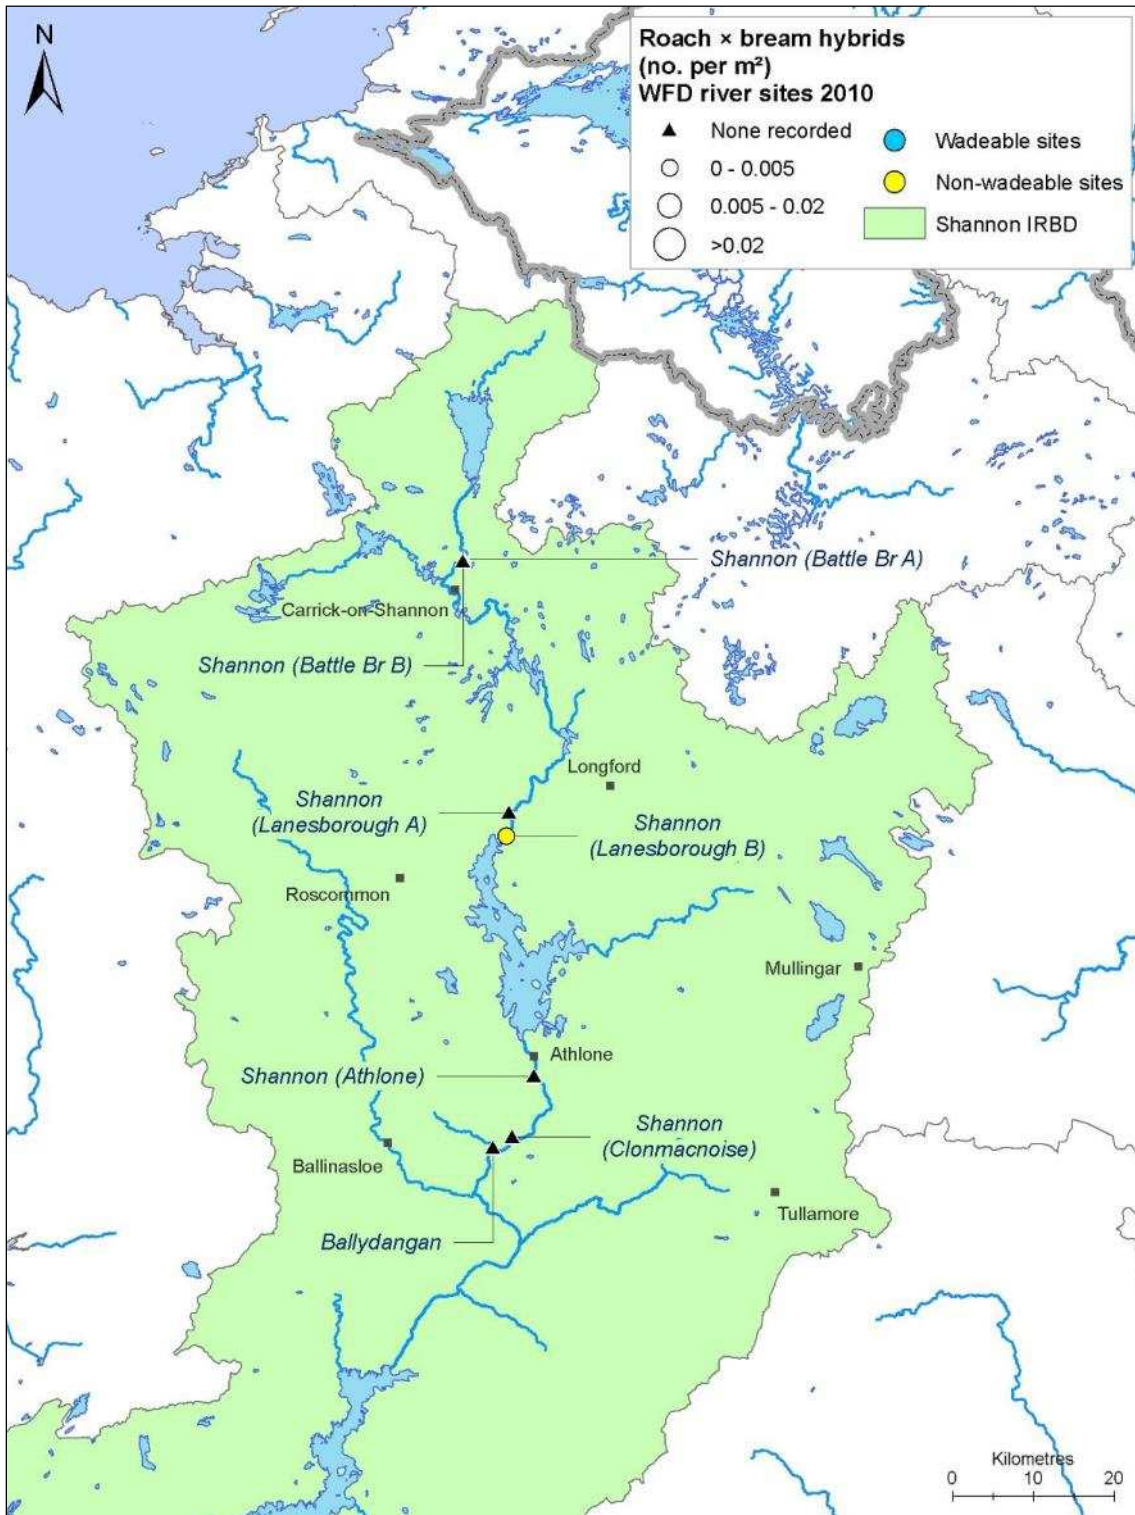 N
Roach × bream hybrids
(no. per m²)
WFD river sites 2010
None recorded
0 - 0.005
0.005 - 0.02
>0.02
Wadeable sites
Non-wadeable sites
Shannon IRBD
Shannon (Battle Br A)
Carrick-on-Shannon
Shannon (Battle Br B)
Longford
Shannon
(Lanesborough A)
Shannon
(Lanesborough B)
Roscommon
Mullingar
Athlone
Shannon (Athlone)
Shannon
(Clonmacnoise)
Ballinasloe
Tullamore
Ballydangan
Kilometres
0 10 20